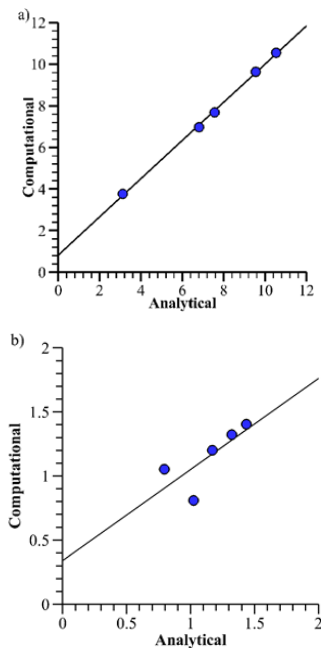 a)
12
10
8
6
4
2
0
Computational
0 2 4 6 8 10 12
Analytical
b)
2
1.5
1
0.5
0
Computational
0 0.5 1 1.5 2
Analytical